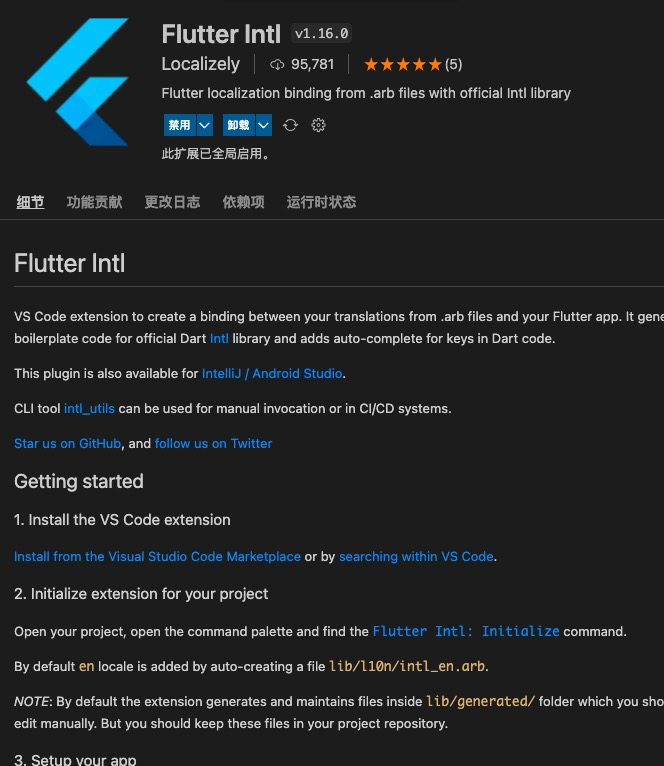 Flutter Intl v1.16.0
Localizely 95,781 (5)
Flutter localization binding from .arb files with official Intl library
禁用 卸载
此扩展已全局启用。
细节 功能贡献 更改日志 依赖项 运行时状态
Flutter Intl
VS Code extension to create a binding between your translations from .arb files and your Flutter app. It gene
boilerplate code for official Dart Intl library and adds auto-complete for keys in Dart code.
This plugin is also available for IntelliJ / Android Studio.
CLI tool intl_utils can be used for manual invocation or in CI/CD systems.
Star us on GitHub, and follow us on Twitter
Getting started
1. Install the VS Code extension
Install from the Visual Studio Code Marketplace or by searching within VS Code.
2. Initialize extension for your project
Open your project, open the command palette and find the Flutter Intl: Initialize command.
By default en locale is added by auto-creating a file lib/l10n/intl_en.arb.
NOTE: By default the extension generates and maintains files inside lib/generated/ folder which you sho
edit manually. But you should keep these files in your project repository.
3. Setup your app